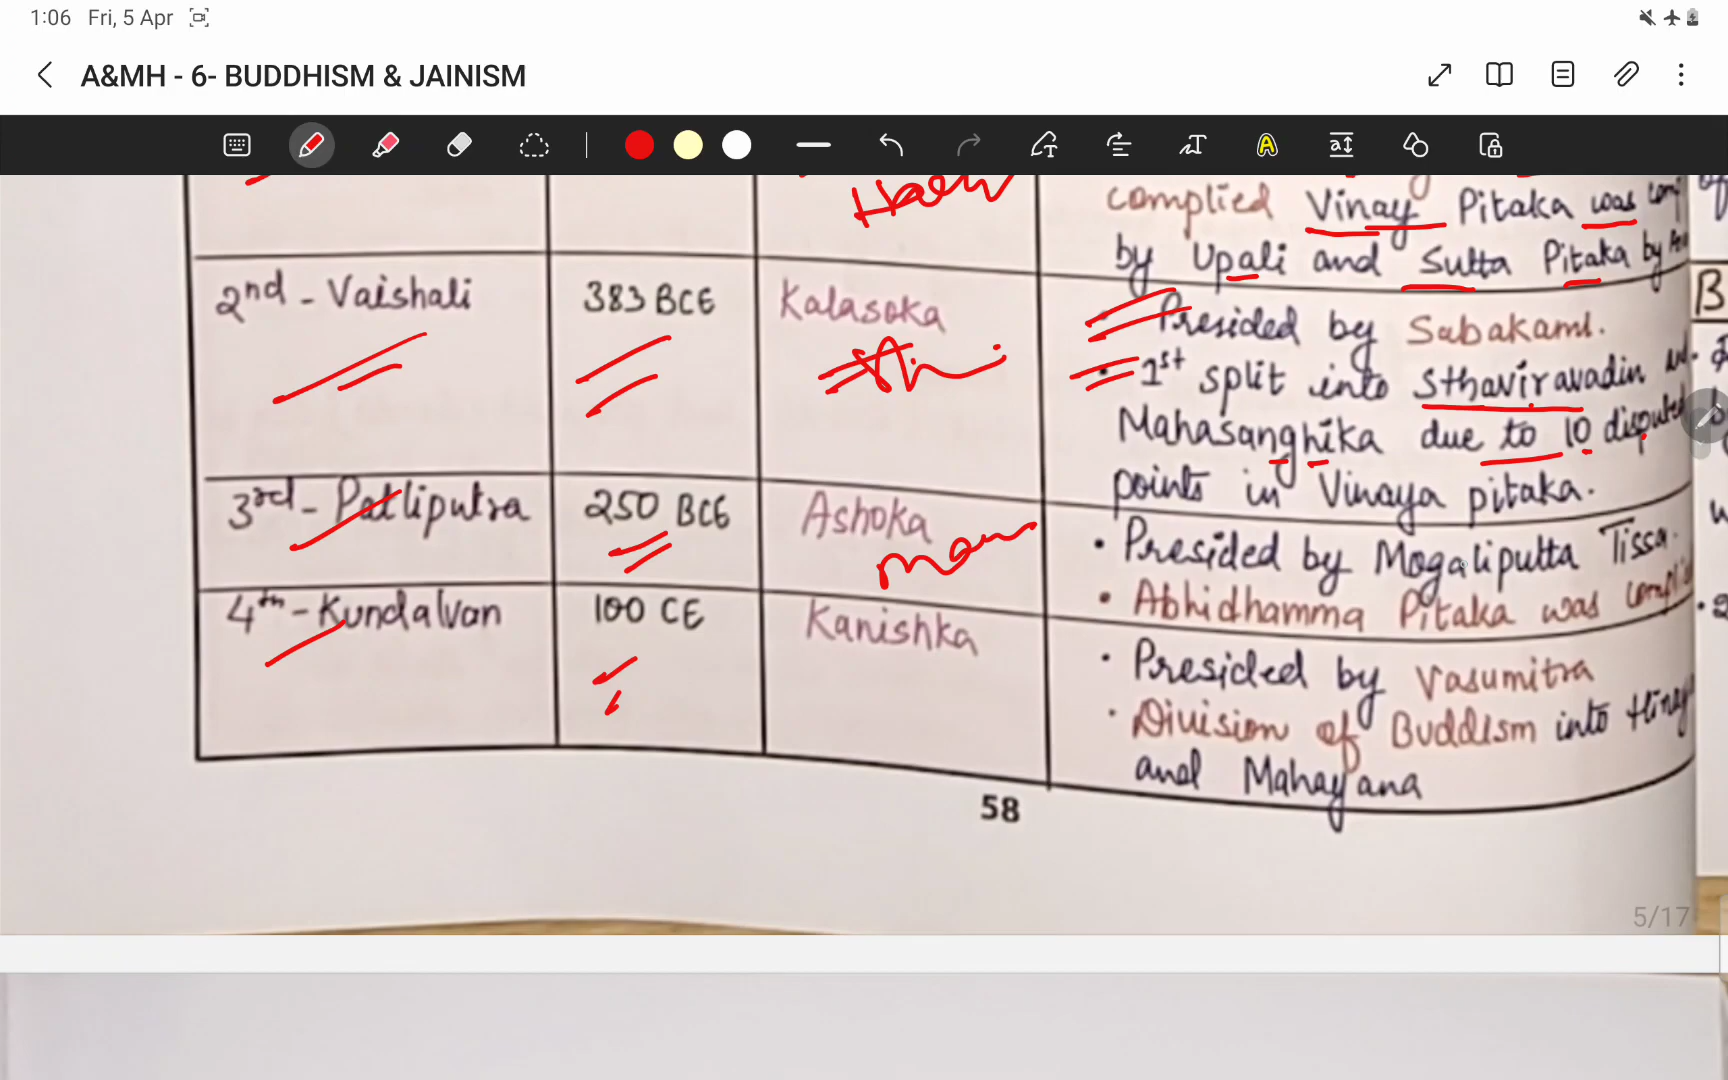 1:06 Fri, 5 Apr
A&MH - 6- BUDDHISM & JAINISM
complied Vinay Pitaka was
by Upali and Sutta Pitaka by
2nd - Vaishali
383 BCE
Kalasoka
Presided by Sabakami.
• 1st split into Sthaviravadin
Mahasanghika due to 10 disputed
points in Vinaya pitaka.
3rd - Patliputra
250 BCE
Ashoka
• Presided by Mogaliputta Tissa.
• Abhidhamma Pitaka was
4th - Kundalvan
100 CE
Kanishka
• Presided by Vasumitra
• Division of Buddism into
and Mahayana
58
5/17